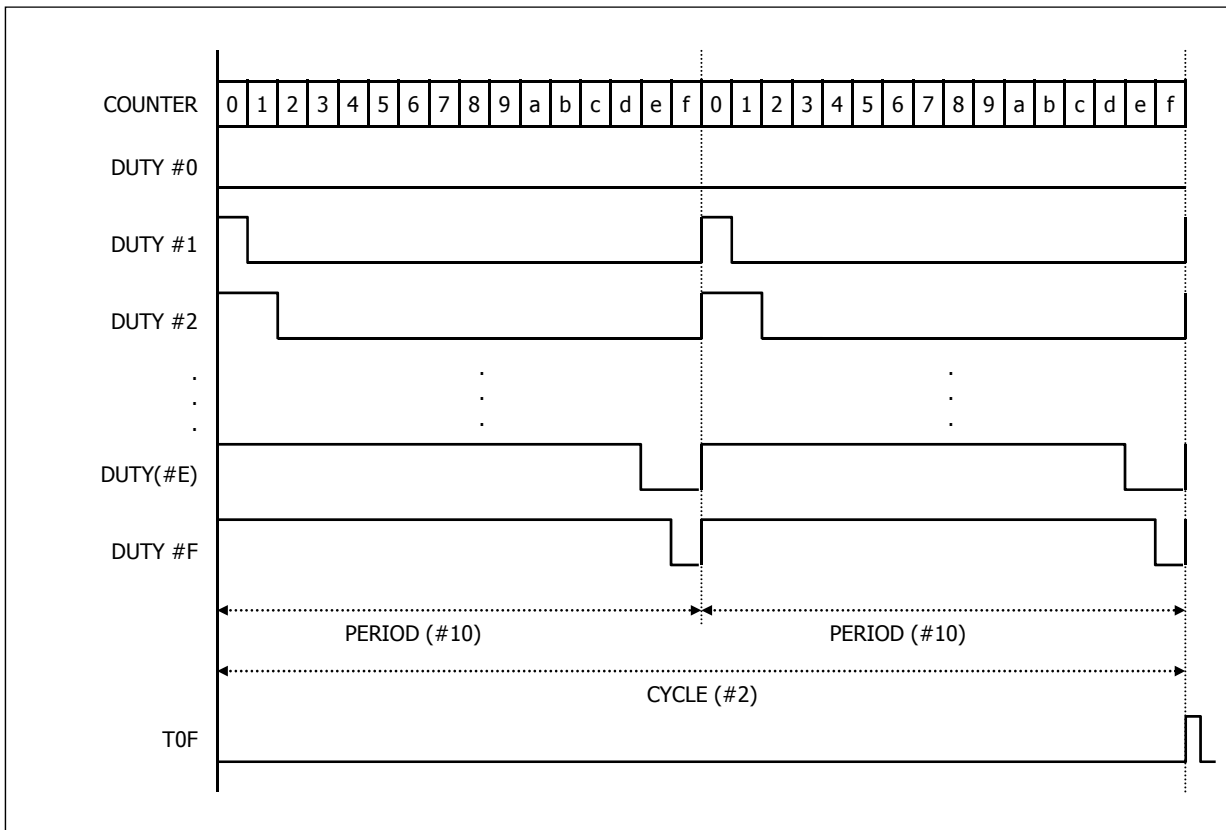 COUNTER 0 1 2 3 4 5 6 7 8 9 a b c d e f 0 1 2 3 4 5 6 7 8 9 a b c d e f
DUTY #0
DUTY #1
DUTY #2
. . .
. . .
. . .
DUTY(#E)
DUTY #F
PERIOD (#10) PERIOD (#10)
CYCLE (#2)
T0F